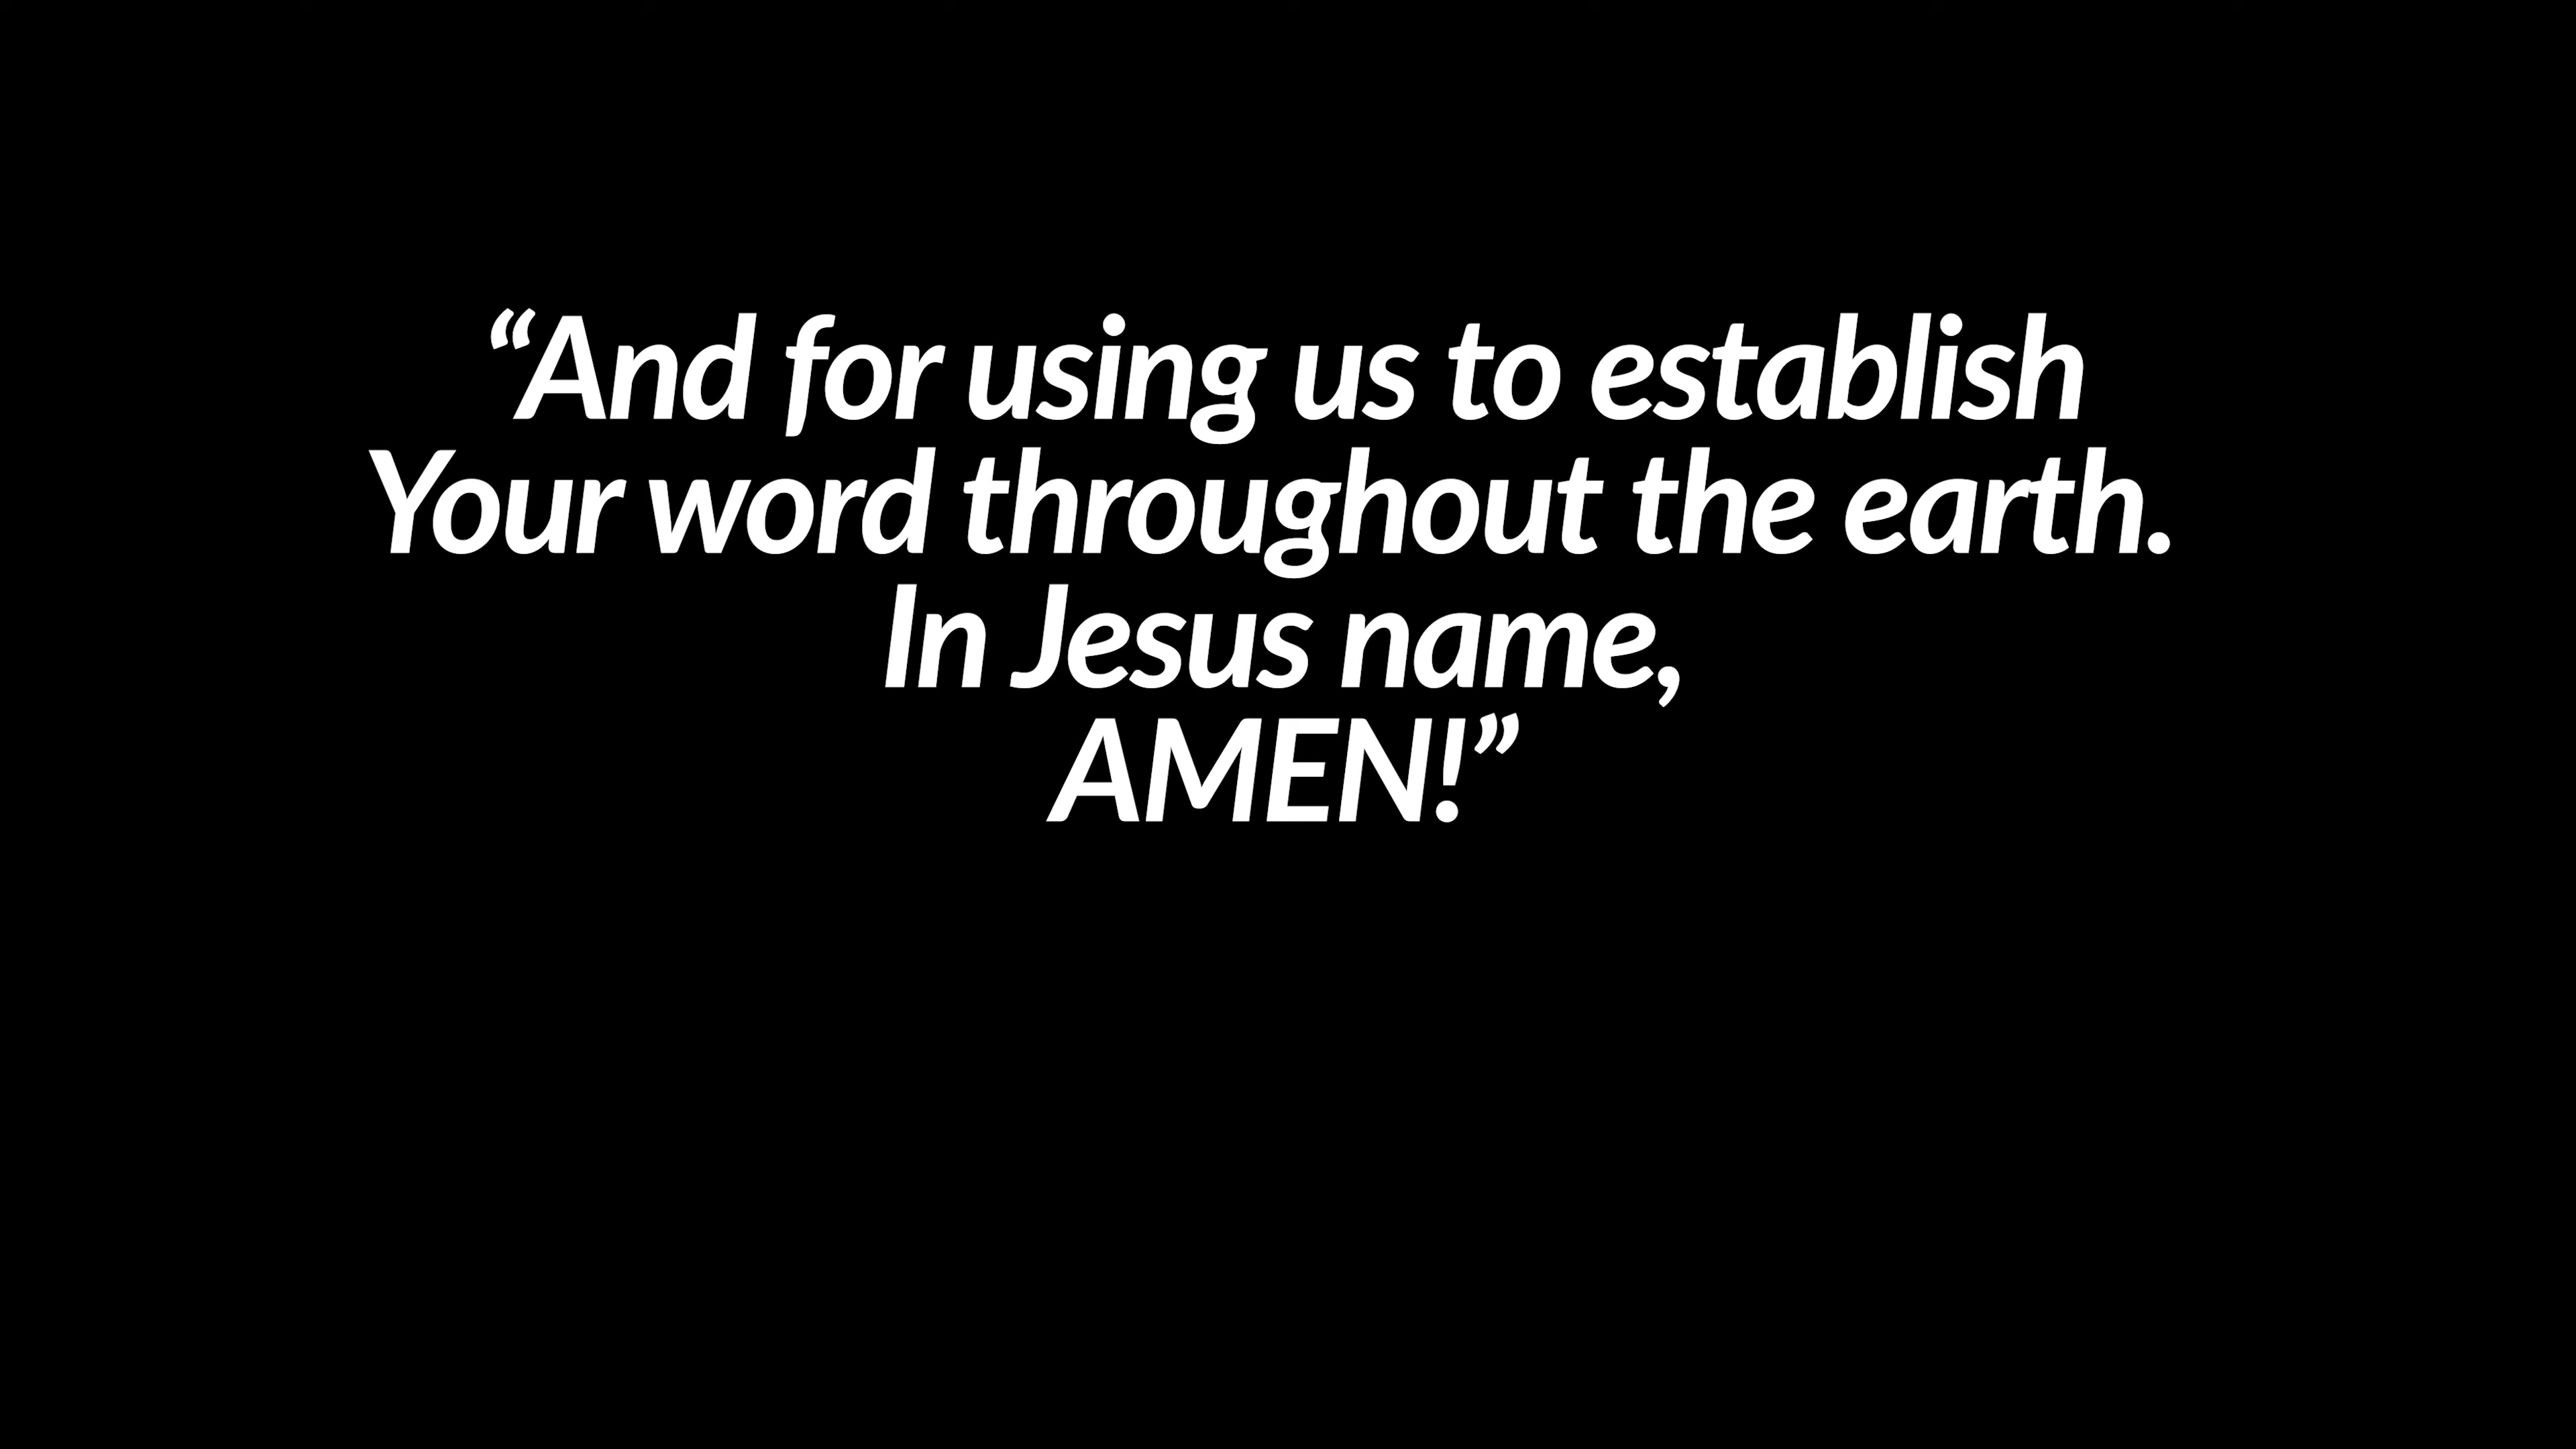 “And for using us to establish
Your word throughout the earth.
In Jesus name,
AMEN!”